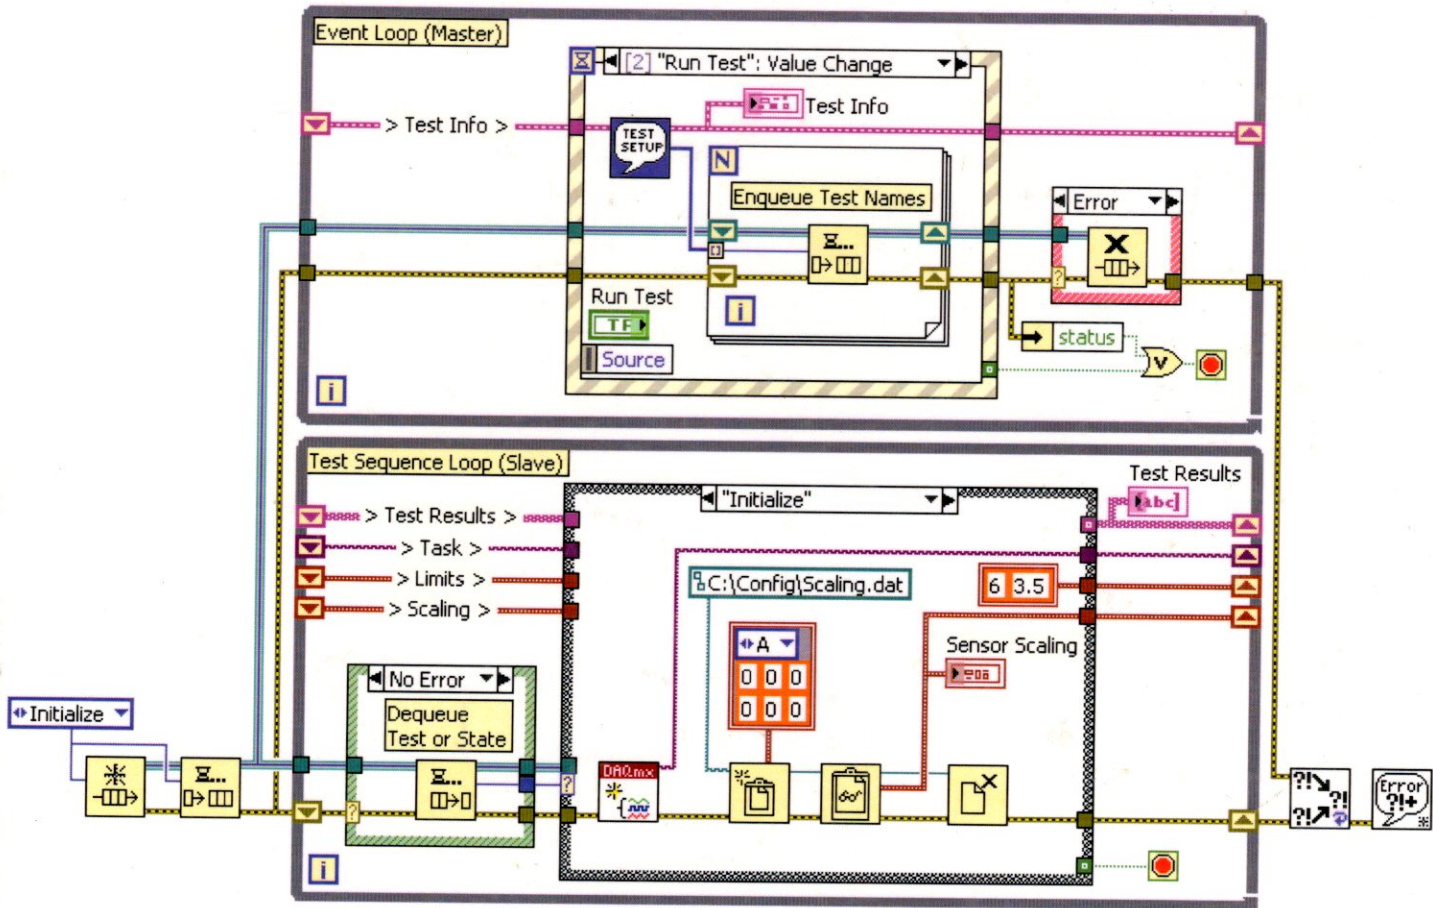 Event Loop (Master)
[2] "Run Test": Value Change
> Test Info >
Test Info
TEST
SETUP
N
Enqueue Test Names
Error
Run Test
TF
Source
i
status
V
i
Test Sequence Loop (Slave)
Test Results
"Initialize"
[abc]
> Test Results >
> Task >
> Limits >
> Scaling >
C:\Config\Scaling.dat
6 3.5
A
0 0 0
0 0 0
Sensor Scaling
No Error
Dequeue
Test or State
Initialize
DAQmx
?!
?!
?!
Error
?!+
i